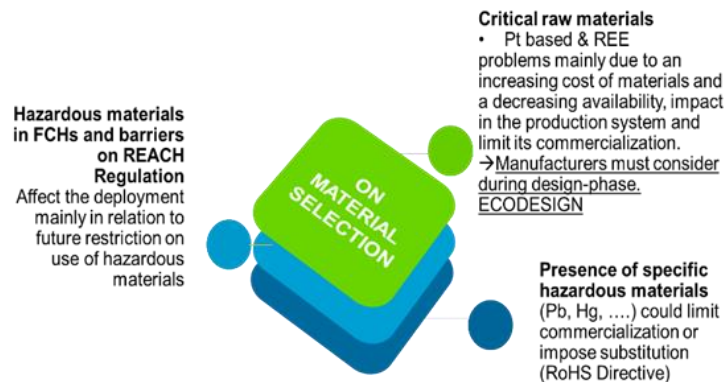 Critical raw materials
• Pt based & REE
problems mainly due to an
increasing cost of materials and
a decreasing availability, impact
in the production system and
limit its commercialization.
→Manufacturers must consider
during design-phase.
ECODESIGN
Hazardous materials
in FCHs and barriers
on REACH
Regulation
Affect the deployment
mainly in relation to
future restriction on
use of hazardous
materials
ON
MATERIAL
SELECTION
Presence of specific
hazardous materials
(Pb, Hg, ....) could limit
commercialization or
impose substitution
(RoHS Directive)